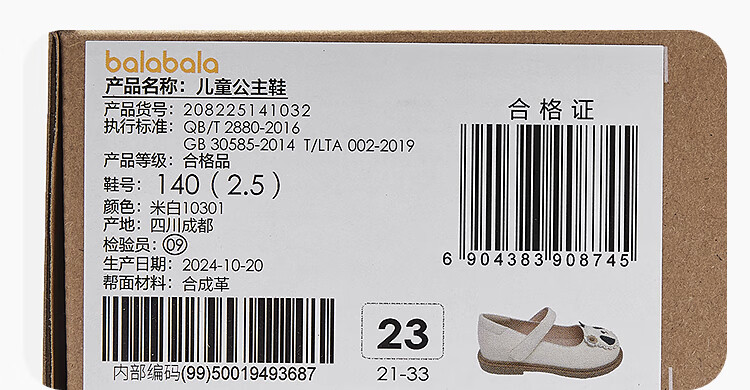 balabala
产品名称：儿童公主鞋
产品货号：208225141032
执行标准：QB/T 2880-2016
GB 30585-2014 T/LTA 002-2019
产品等级：合格品
鞋号：140（2.5）
颜色：米白10301
产地：四川成都
检验员：09
生产日期：2024-10-20
帮面材料：合成革
合格证
6 904383 908745
内部编码(99)50019493687
23
21-33